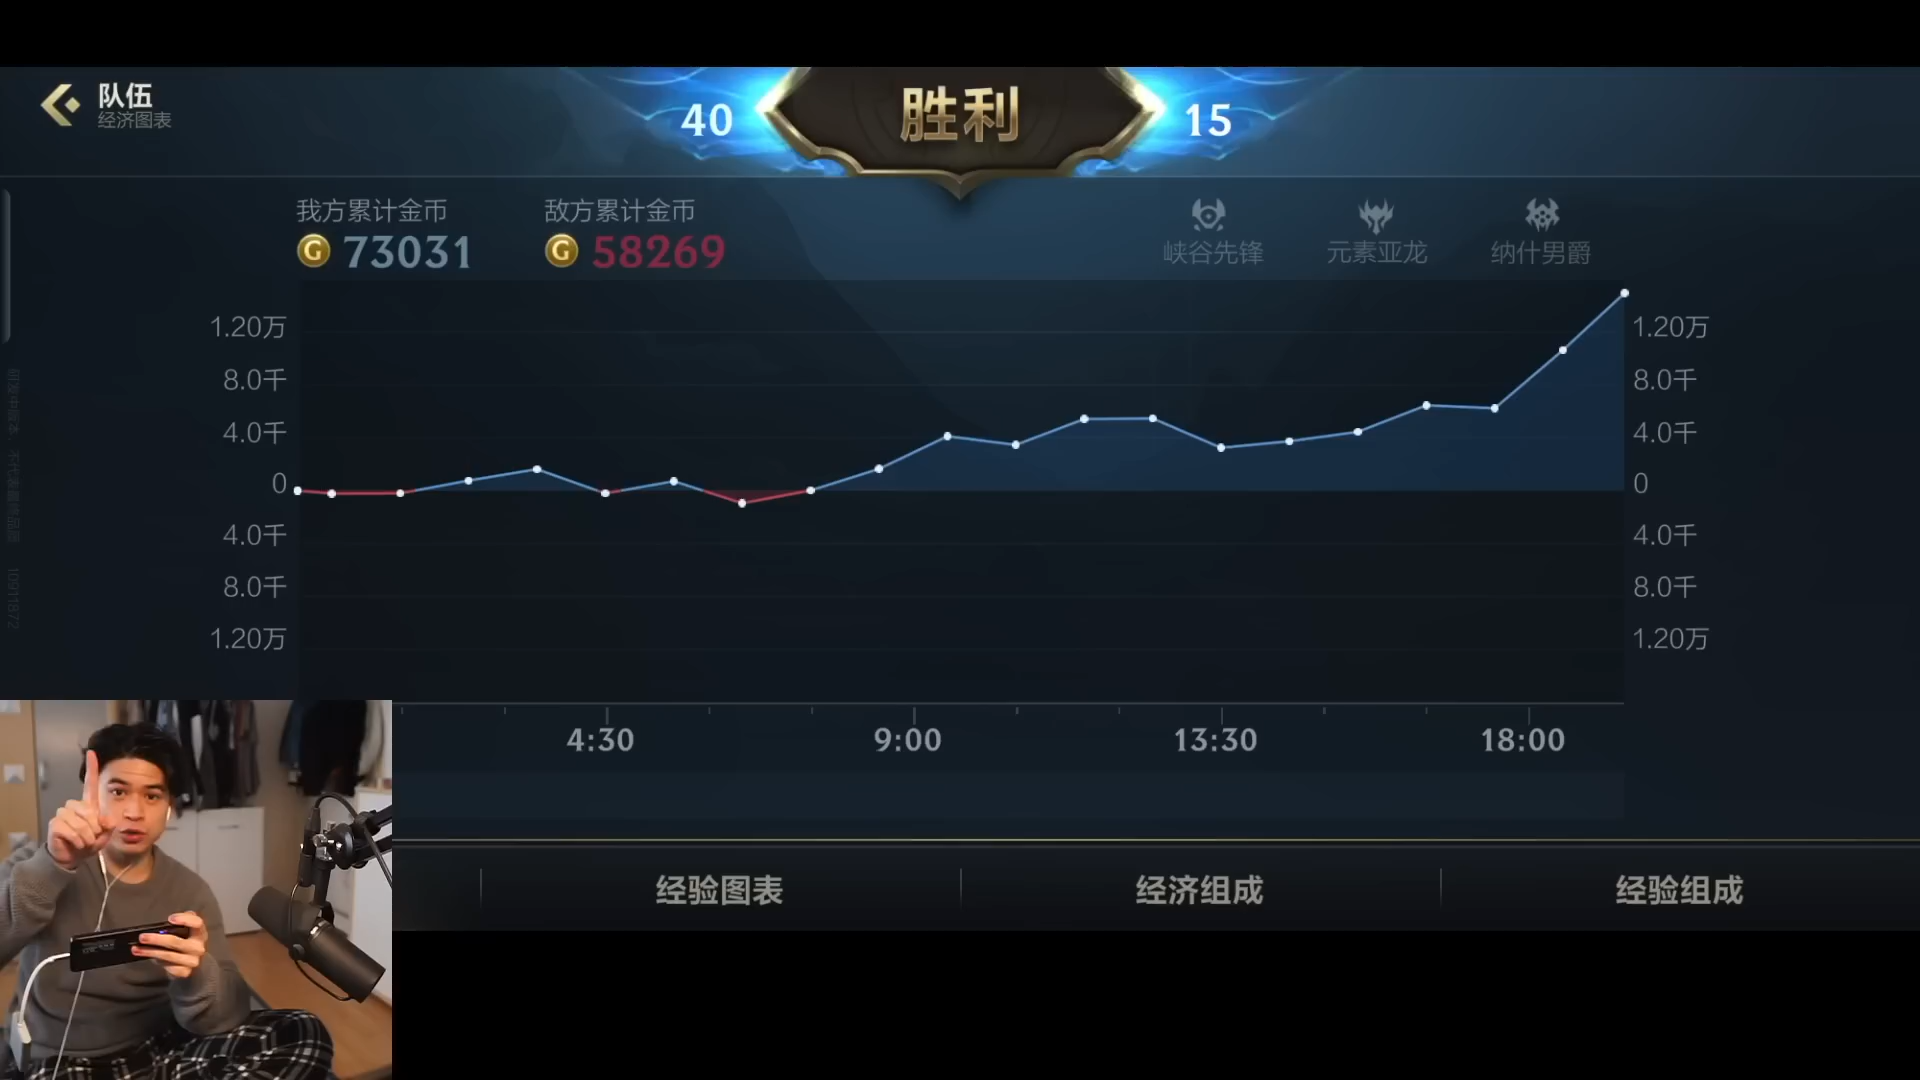 队伍
经济图表
40
胜利
15
我方累计金币
敌方累计金币
G 73031
G 58269
峡谷先锋
元素亚龙
纳什男爵
1.20万
1.20万
8.0千
8.0千
4.0千
4.0千
0
0
4.0千
4.0千
8.0千
8.0千
1.20万
1.20万
4:30
9:00
13:30
18:00
经验图表
经济组成
经验组成